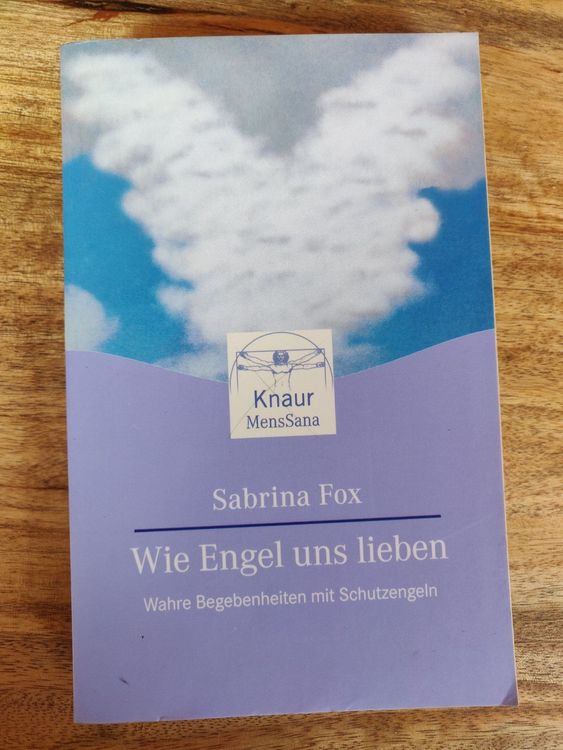 Knaur
MensSana
Sabrina Fox
Wie Engel uns lieben
Wahre Begebenheiten mit Schutzengeln